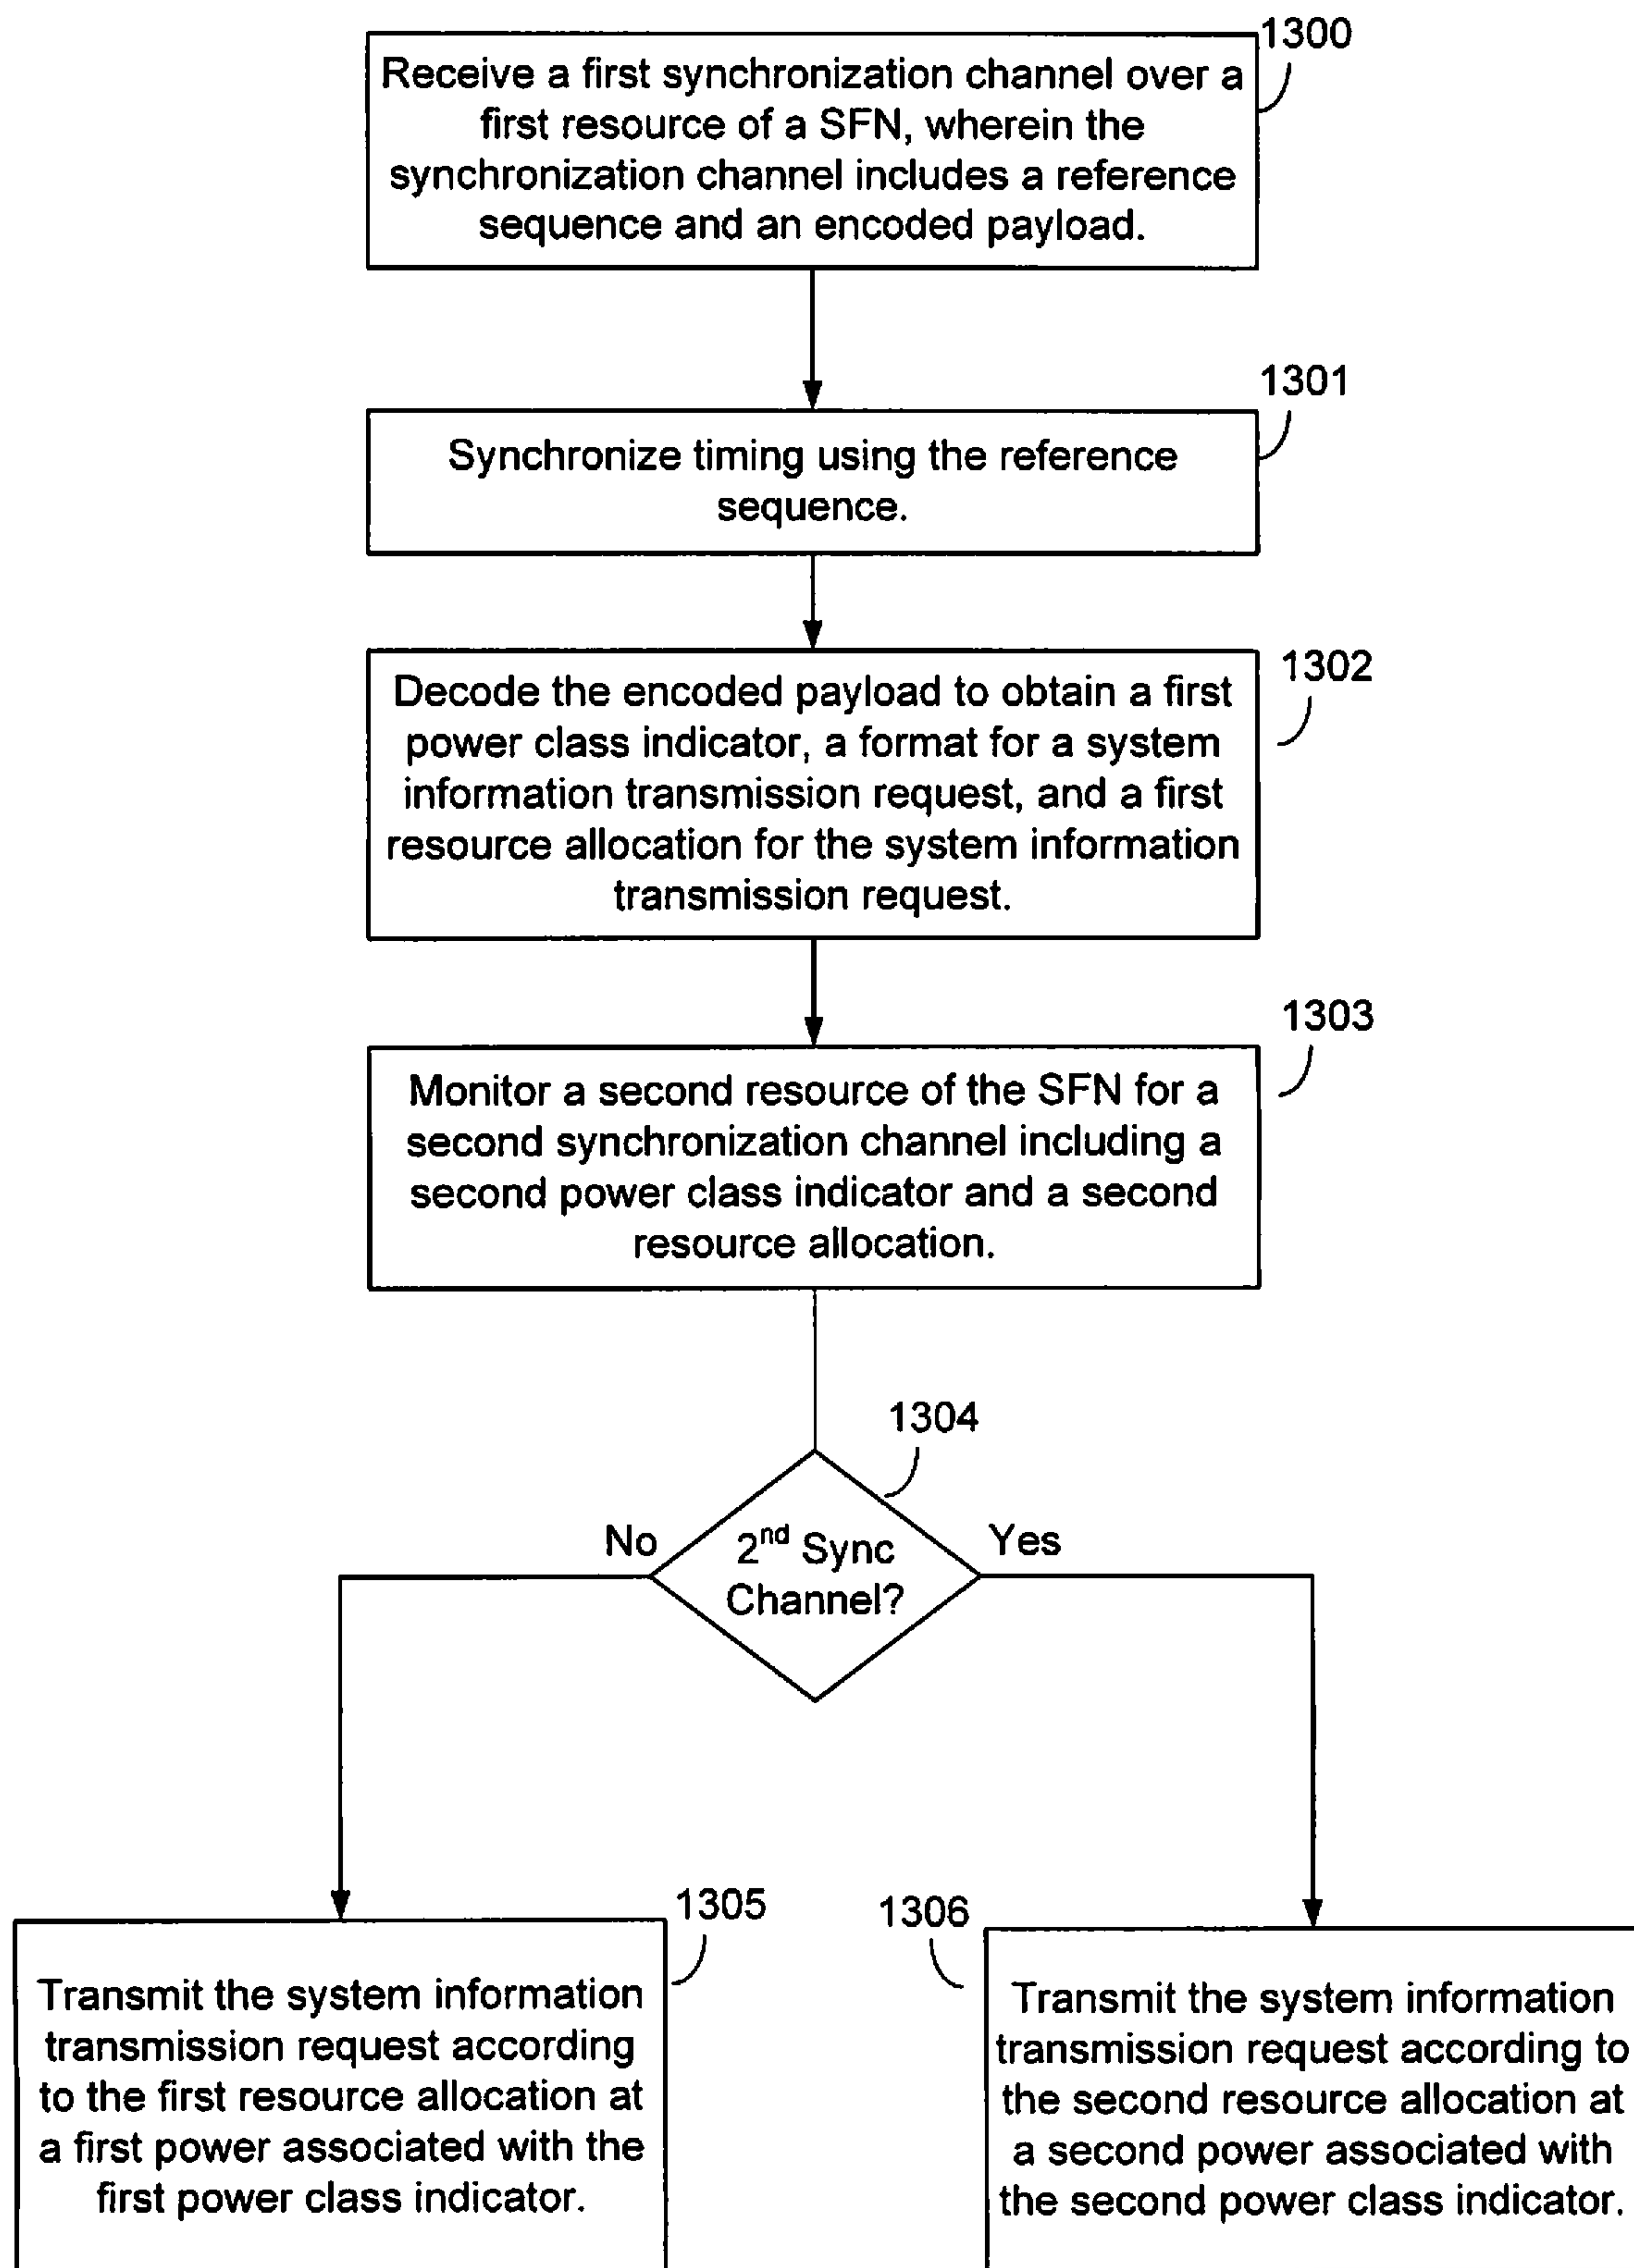 1300
Receive a first synchronization channel over a
first resource of a SFN, wherein the
synchronization channel includes a reference
sequence and an encoded payload.
1301
Synchronize timing using the reference
sequence.
1302
Decode the encoded payload to obtain a first
power class indicator, a format for a system
information transmission request, and a first
resource allocation for the system information
transmission request.
1303
Monitor a second resource of the SFN for a
second synchronization channel including a
second power class indicator and a second
resource allocation.
1304
No
2nd Sync
Channel?
Yes
1305
Transmit the system information
transmission request according
to the first resource allocation at
a first power associated with the
first power class indicator.
1306
Transmit the system information
transmission request according to
the second resource allocation at
a second power associated with
the second power class indicator.